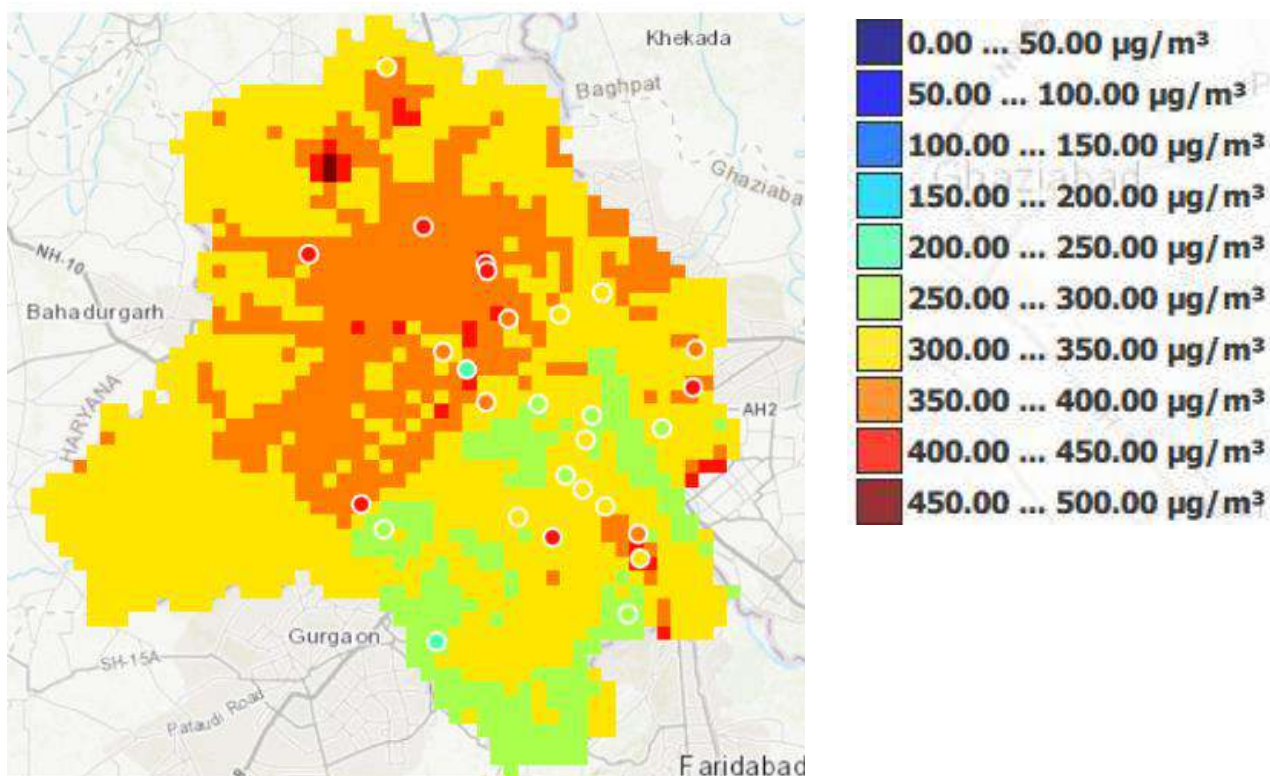 Khekada
Baghpat
Ghaziaba
NH-10
Bahadurgarh
HARYANA
AH2
Gurgaon
SH-15A
Pataudi Road
Faridabad
0.00 ... 50.00 µg/m³
50.00 ... 100.00 µg/m³
100.00 ... 150.00 µg/m³
150.00 ... 200.00 µg/m³
Ghaziabad
200.00 ... 250.00 µg/m³
250.00 ... 300.00 µg/m³
300.00 ... 350.00 µg/m³
350.00 ... 400.00 µg/m³
400.00 ... 450.00 µg/m³
450.00 ... 500.00 µg/m³